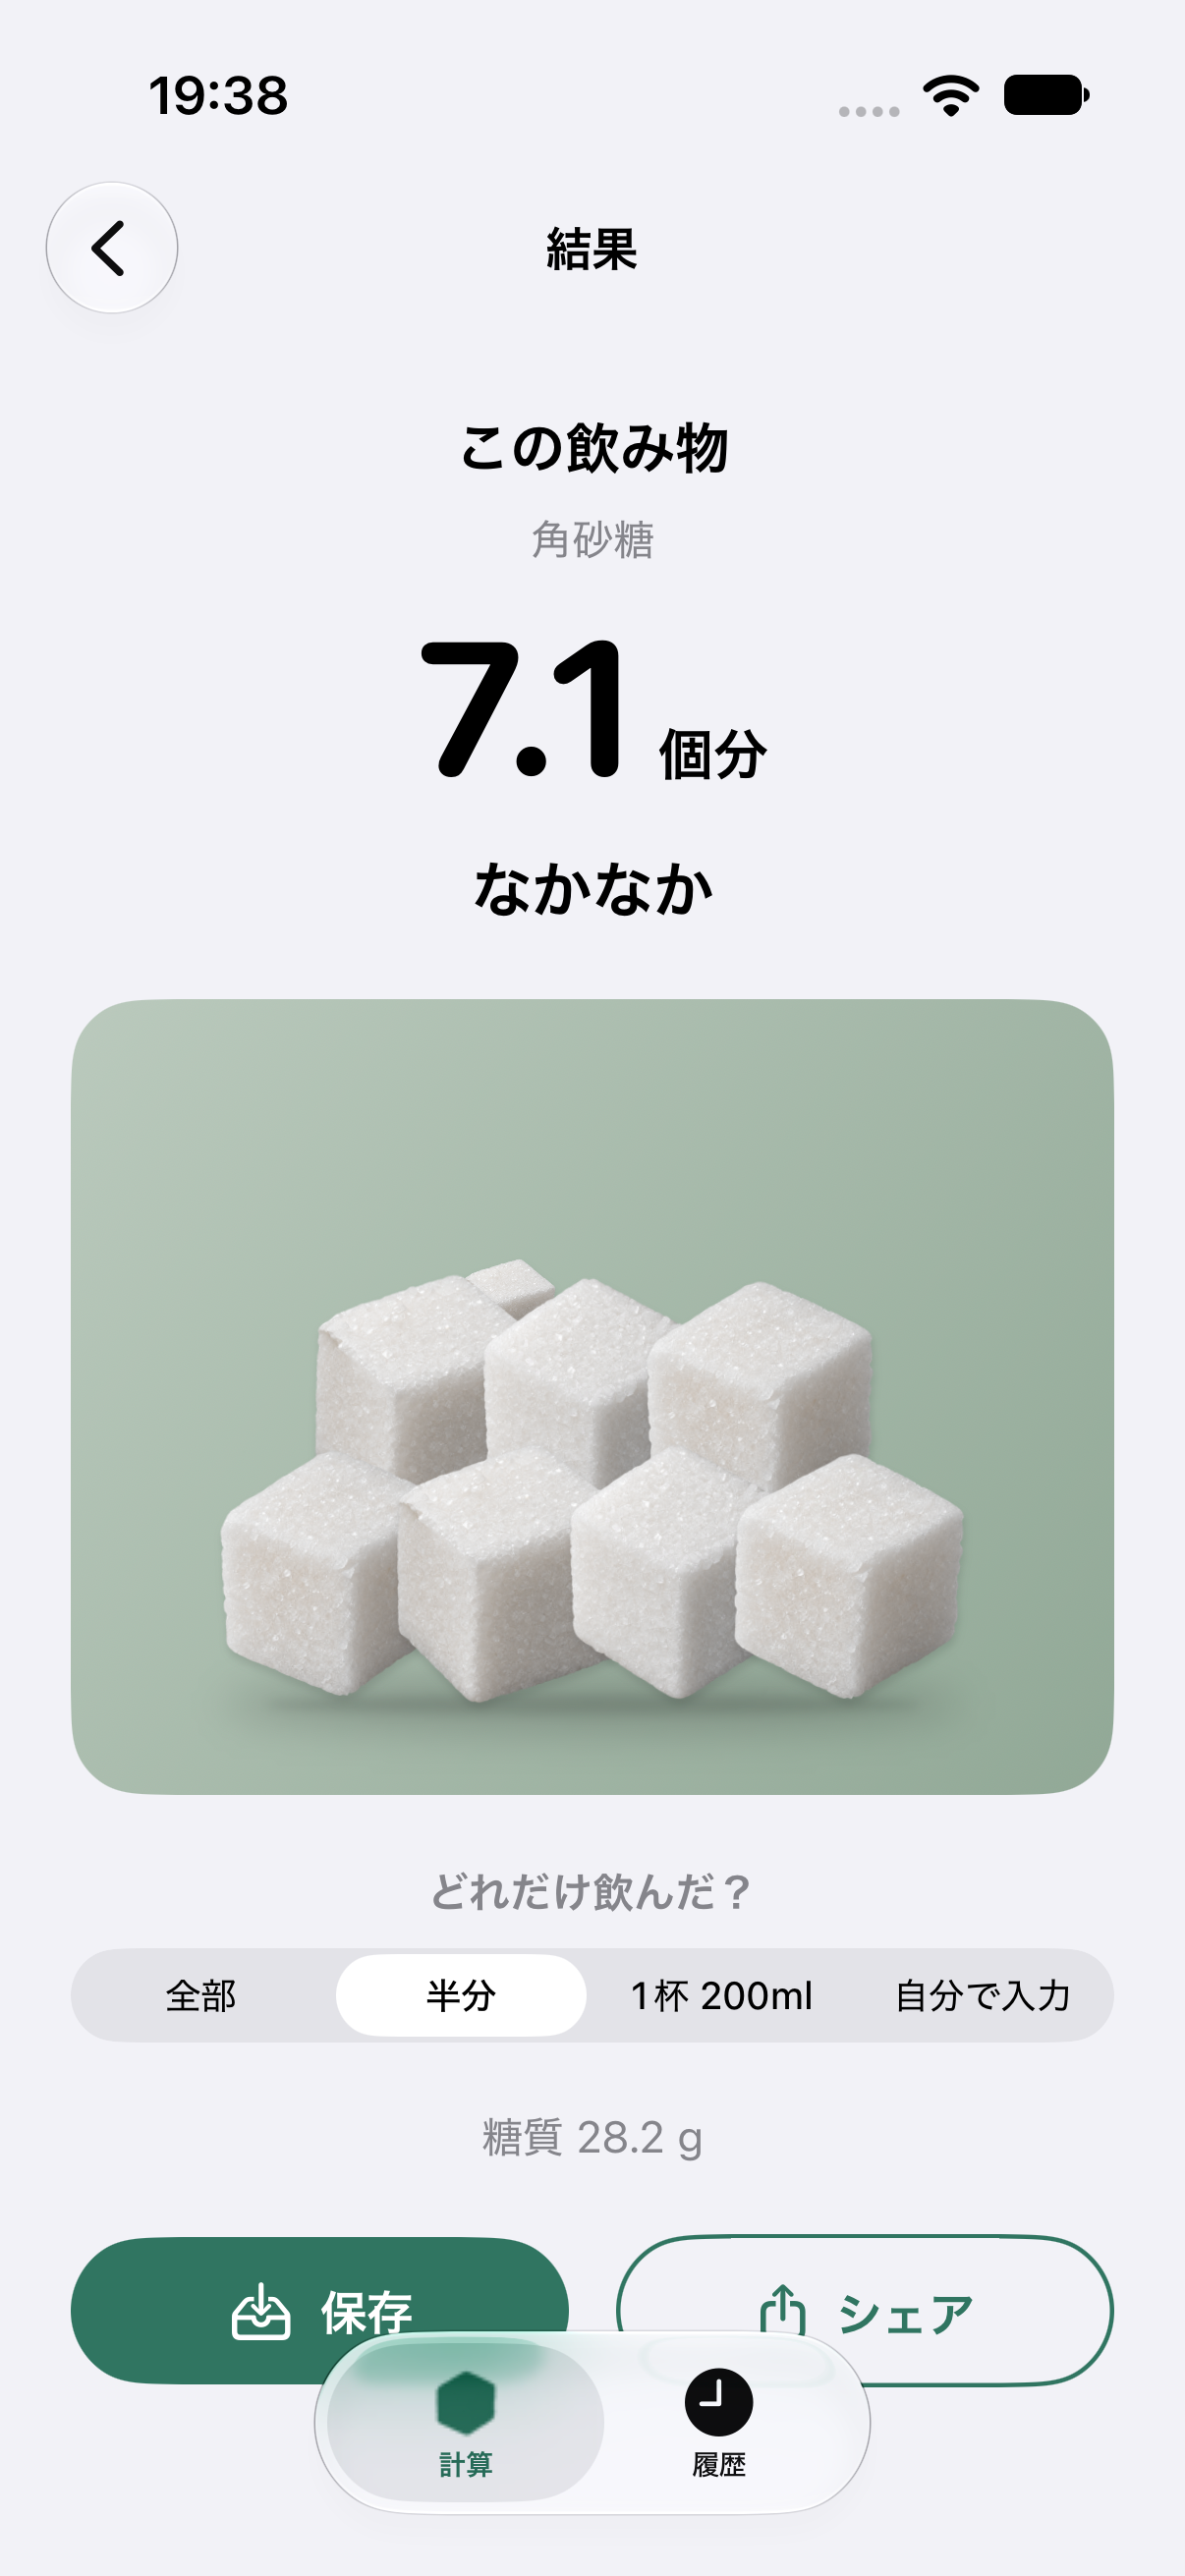 19:38
結果
この飲み物
角砂糖
7.1 個分
なかなか
どれだけ飲んだ？
全部 半分 1杯 200ml 自分で入力
糖質 28.2 g
保存 シェア
計算 履歴